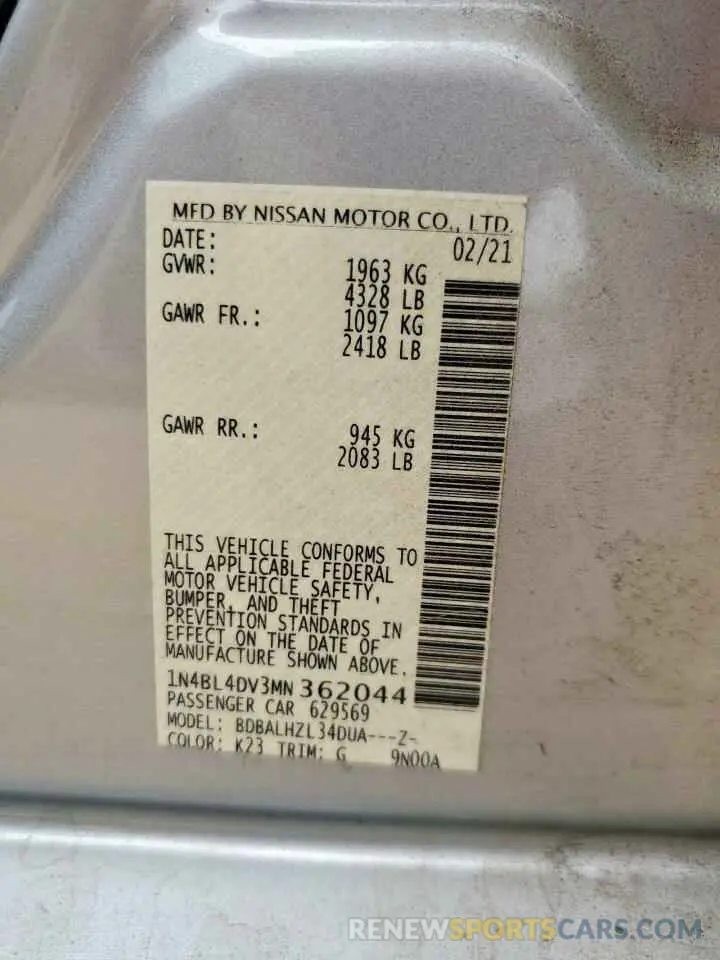 MFD BY NISSAN MOTOR CO., LTD.
DATE: 02/21
GVWR: 1963 KG
4328 LB
GAWR FR.: 1097 KG
2418 LB
GAWR RR.: 945 KG
2083 LB
THIS VEHICLE CONFORMS TO
ALL APPLICABLE FEDERAL
MOTOR VEHICLE SAFETY,
BUMPER, AND THEFT
PREVENTION STANDARDS IN
EFFECT ON THE DATE OF
MANUFACTURE SHOWN ABOVE.
1N4BL4DV3MN 362044
PASSENGER CAR 629569
MODEL: BDBALHZL34DUA---Z-
COLOR: K23 TRIM: G 9N00A
RENEWSPORTSCARS.COM